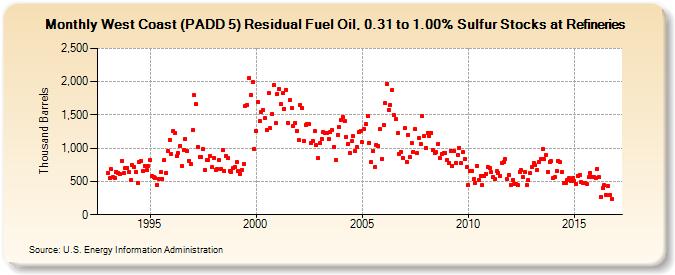 Monthly West Coast (PADD 5) Residual Fuel Oil, 0.31 to 1.00% Sulfur Stocks at Refineries
Thousand Barrels
2,500
2,000
1,500
1,000
500
0
1995 2000 2005 2010 2015
Source: U.S. Energy Information Administration